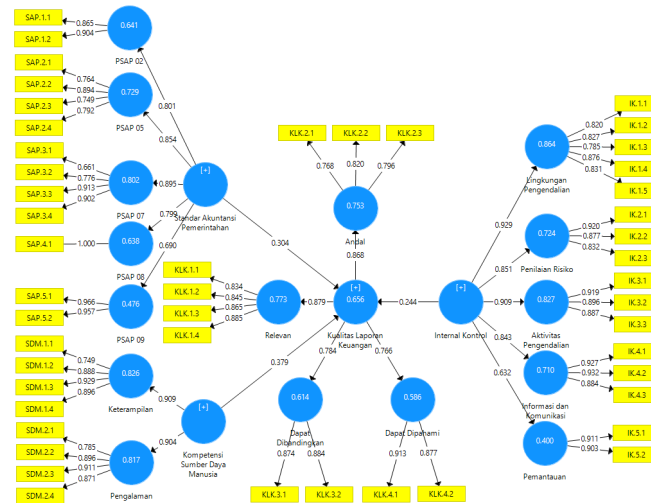 SAP.1.1
0.865
SAP.1.2
0.904
0.641
PSAP 02
SAP.2.1
0.764
SAP.2.2
0.894
SAP.2.3
0.749
SAP.2.4
0.792
0.729
PSAP 05
SAP.3.1
0.661
SAP.3.2
0.776
SAP.3.3
0.913
SAP.3.4
0.902
0.802
PSAP 07
SAP.4.1
1.000
0.638
PSAP 08
SAP.5.1
0.966
SAP.5.2
0.957
0.476
PSAP 09
0.801
0.854
0.895
0.799
0.690
[+]
Standar Akuntansi
Pemerintahan
0.304
SDM.1.1
0.749
SDM.1.2
0.888
SDM.1.3
0.929
SDM.1.4
0.896
0.826
Keterampilan
SDM.2.1
0.785
SDM.2.2
0.896
SDM.2.3
0.911
SDM.2.4
0.871
0.817
Pengalaman
0.909
0.904
[+]
Kompetensi
Sumber Daya
Manusia
0.379
KLK.2.1
KLK.2.2
KLK.2.3
0.768
0.820
0.796
0.753
Andal
0.868
KLK.1.1
0.834
KLK.1.2
0.845
KLK.1.3
0.865
KLK.1.4
0.885
0.773
Relevan
0.879
[+]
0.656
Kualitas Laporan
Keuangan
0.244
0.784
0.766
0.614
Dapat
Dibandingkan
0.874
0.884
KLK.3.1
KLK.3.2
0.586
Dapat Dipahami
0.913
0.877
KLK.4.1
KLK.4.2
[+]
Internal Kontrol
0.929
0.851
0.909
0.843
0.632
0.864
Lingkungan
Pengendalian
0.820
IK.1.1
0.827
IK.1.2
0.785
IK.1.3
0.876
IK.1.4
0.831
IK.1.5
0.724
Penilaian Risiko
0.920
IK.2.1
0.877
IK.2.2
0.832
IK.2.3
0.827
Aktivitas
Pengendalian
0.919
IK.3.1
0.896
IK.3.2
0.887
IK.3.3
0.710
Informasi dan
Komunikasi
0.927
IK.4.1
0.932
IK.4.2
0.884
IK.4.3
0.400
Pemantauan
0.911
IK.5.1
0.903
IK.5.2